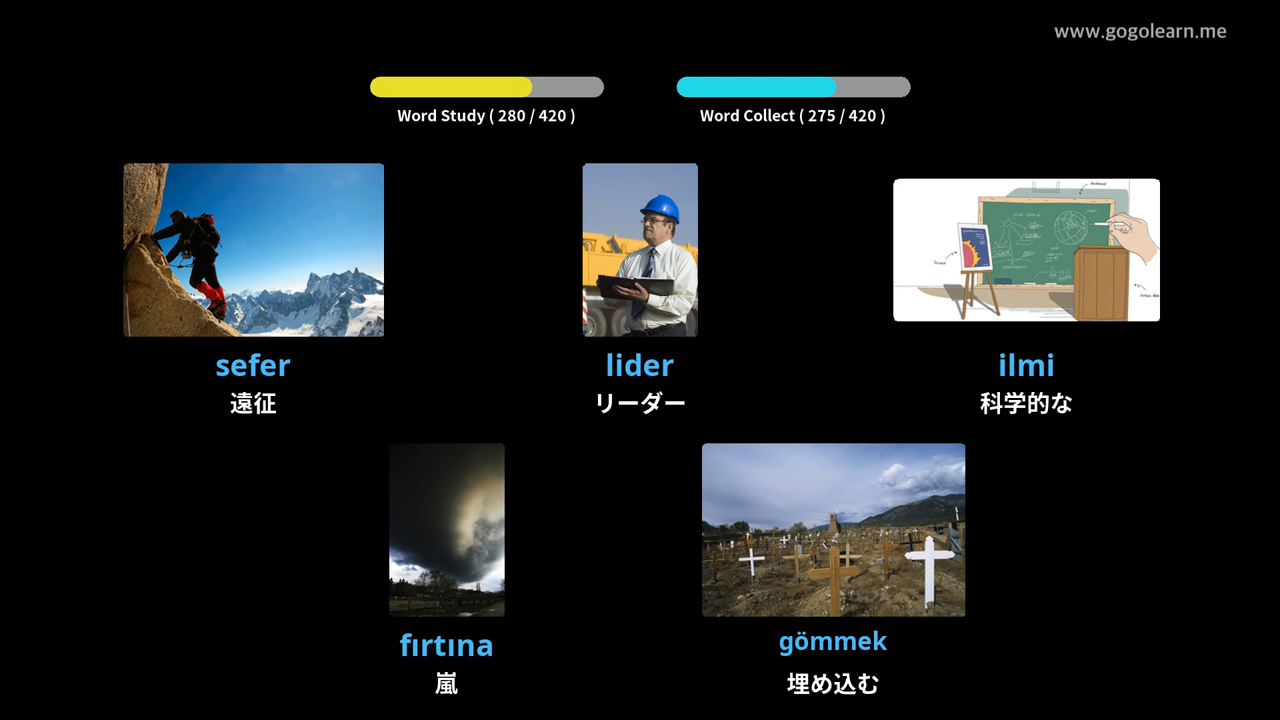 www.gogolearn.me
Word Study ( 280 / 420 )
Word Collect ( 275 / 420 )
sefer
遠征
lider
リーダー
ilmi
科学的な
fırtına
嵐
gömmek
埋め込む